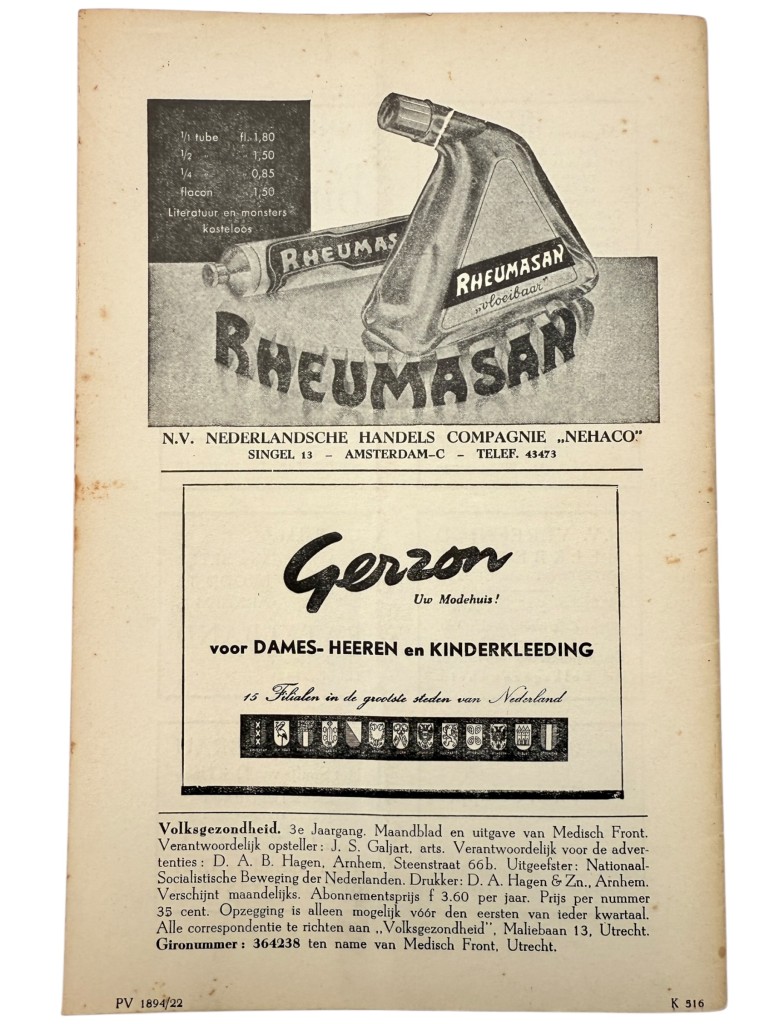 1/1 tube fl. 1,80
1/2 " " 1,50
1/4 " " 0,85
flacon " 1,50
Literatuur en monsters
kosteloos
RHEUMAS
RHEUMASAN
„vloeibaar"
RHEUMASAN
N.V. NEDERLANDSCHE HANDELS COMPAGNIE „NEHACO"
SINGEL 13 – AMSTERDAM-C – TELEF. 43473
Gerzon
Uw Modehuis!
voor DAMES- HEEREN en KINDERKLEEDING
15 Filialen in de grootste steden van Nederland
Volksgezondheid. 3e Jaargang. Maandblad en uitgave van Medisch Front.
Verantwoordelijk opsteller: J. S. Galjart, arts. Verantwoordelijk voor de adver-
tenties: D. A. B. Hagen, Arnhem, Steenstraat 66b. Uitgeefster: Nationaal-
Socialistische Beweging der Nederlanden. Drukker: D. A. Hagen & Zn., Arnhem.
Verschijnt maandelijks. Abonnementsprijs f 3.60 per jaar. Prijs per nummer
35 cent. Opzegging is alleen mogelijk vóór den eersten van ieder kwartaal.
Alle correspondentie te richten aan „Volksgezondheid", Maliebaan 13, Utrecht.
Gironummer: 364238 ten name van Medisch Front, Utrecht.
PV 1894/22 K 516